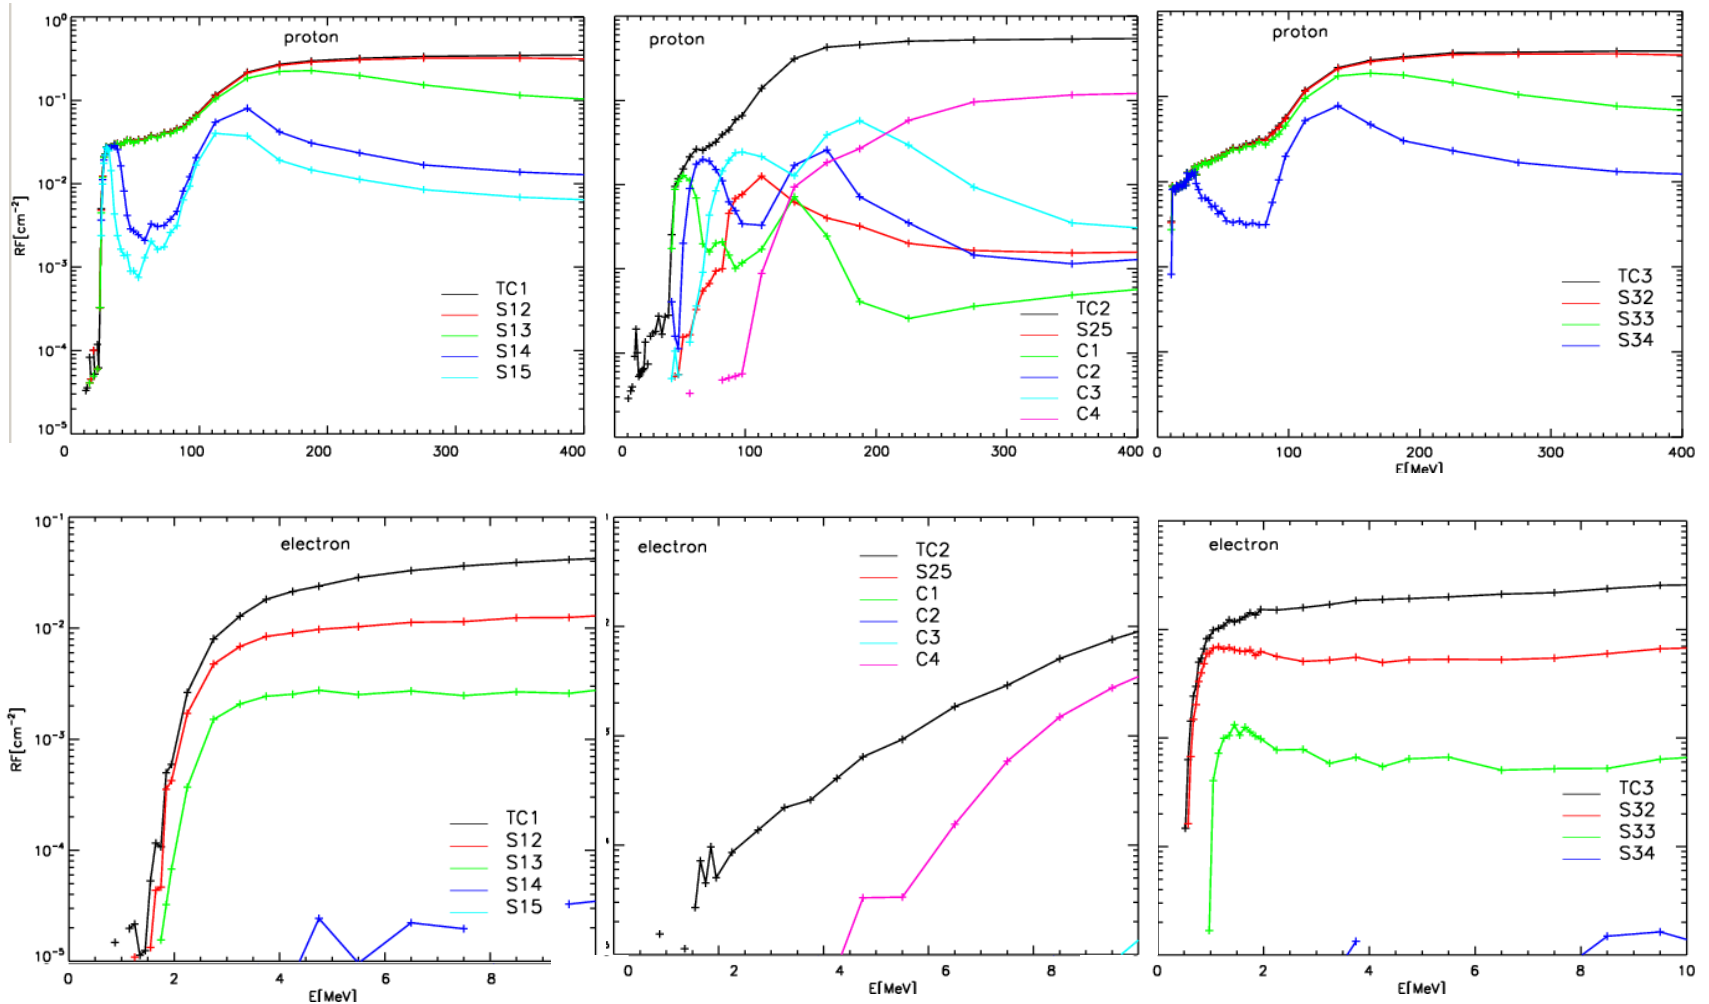 proton
RF[cm⁻²]
10⁰
10⁻¹
10⁻²
10⁻³
10⁻⁴
10⁻⁵
TC1
S12
S13
S14
S15
0 100 200 300 400
proton
TC2
S25
C1
C2
C3
C4
0 100 200 300 400
proton
TC3
S32
S33
S34
0 100 200 300 400
E[MeV]
electron
RF[cm⁻²]
10⁻¹
10⁻²
10⁻³
10⁻⁴
10⁻⁵
TC1
S12
S13
S14
S15
0 2 4 6 8
E[MeV]
electron
TC2
S25
C1
C2
C3
C4
0 2 4 6 8
E[MeV]
electron
TC3
S32
S33
S34
0 2 4 6 8 10
E[MeV]